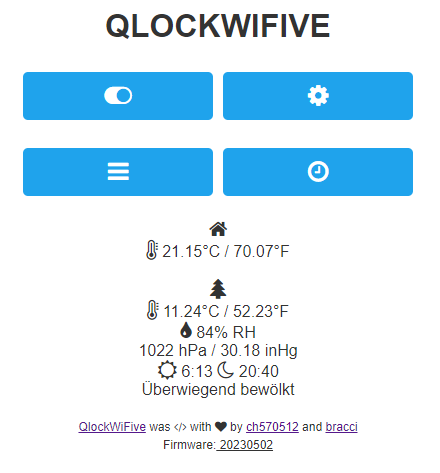 QLOCKWIFIVE
21.15°C / 70.07°F
11.24°C / 52.23°F
84% RH
1022 hPa / 30.18 inHg
6:13 20:40
Überwiegend bewölkt
QlockWiFive was </> with ♥ by ch570512 and bracci
Firmware: 20230502